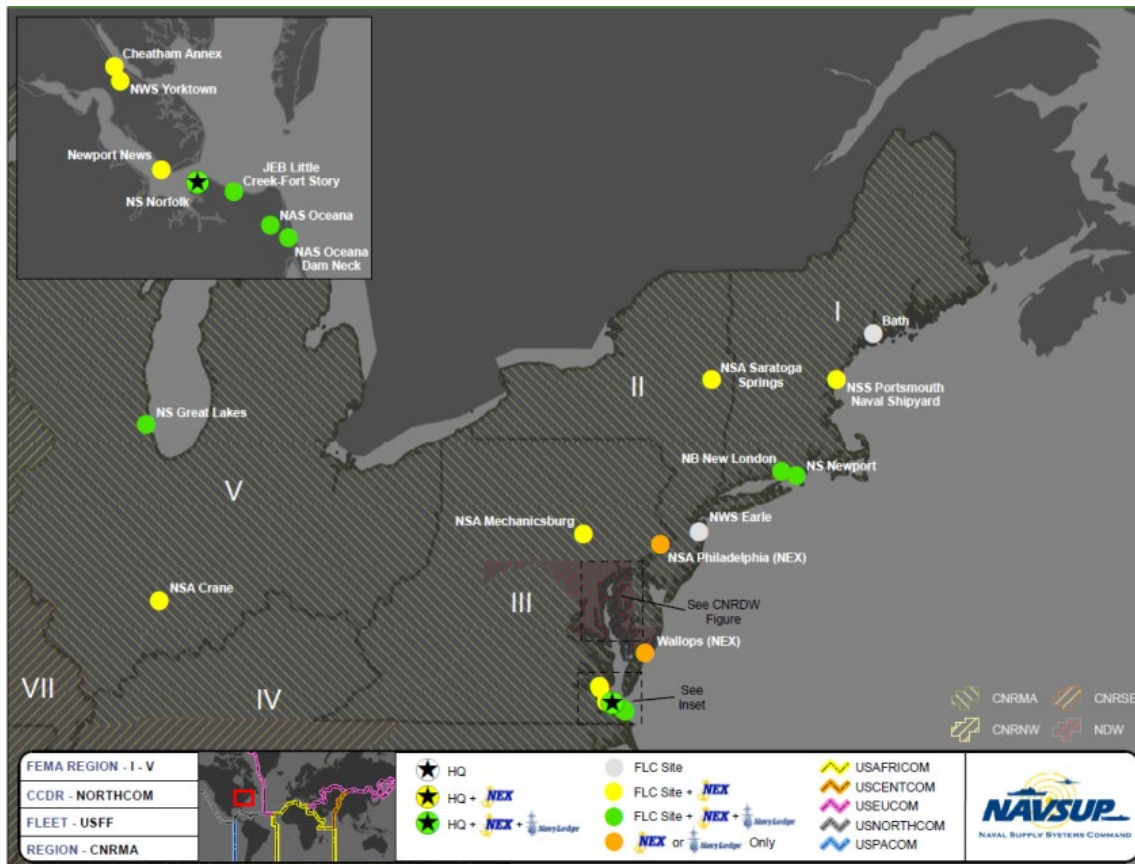 Cheatham Annex
NWS Yorktown
Newport News
JEB Little
Creek-Fort Story
NS Norfolk
NAS Oceana
NAS Oceana
Dam Neck
I
Bath
II
NSA Saratoga
Springs
NSS Portsmouth
Naval Shipyard
NS Great Lakes
NB New London
NS Newport
V
NSA Mechanicsburg
NWS Earle
NSA Philadelphia (NEX)
NSA Crane
III
See CNRDW
Figure
Wallops (NEX)
VII
IV
See
Inset
CNRMA
CNRSE
CNRNW
NDW
FEMA REGION - I - V
CCDR - NORTHCOM
FLEET - USFF
REGION - CNRMA
HQ
HQ + NEX
HQ + NEX + Navy Lodge
FLC Site
FLC Site + NEX
FLC Site + NEX + Navy Lodge
NEX or Navy Lodge Only
USAFRICOM
USCENTCOM
USEUCOM
USNORTHCOM
USPACOM
NAVSUP
NAVAL SUPPLY SYSTEMS COMMAND